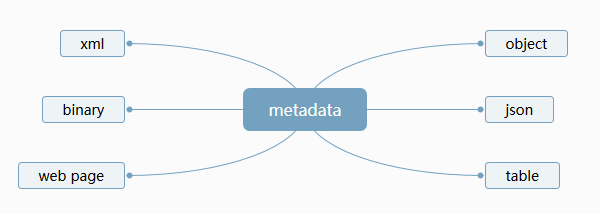 xml
object
binary
metadata
json
web page
table